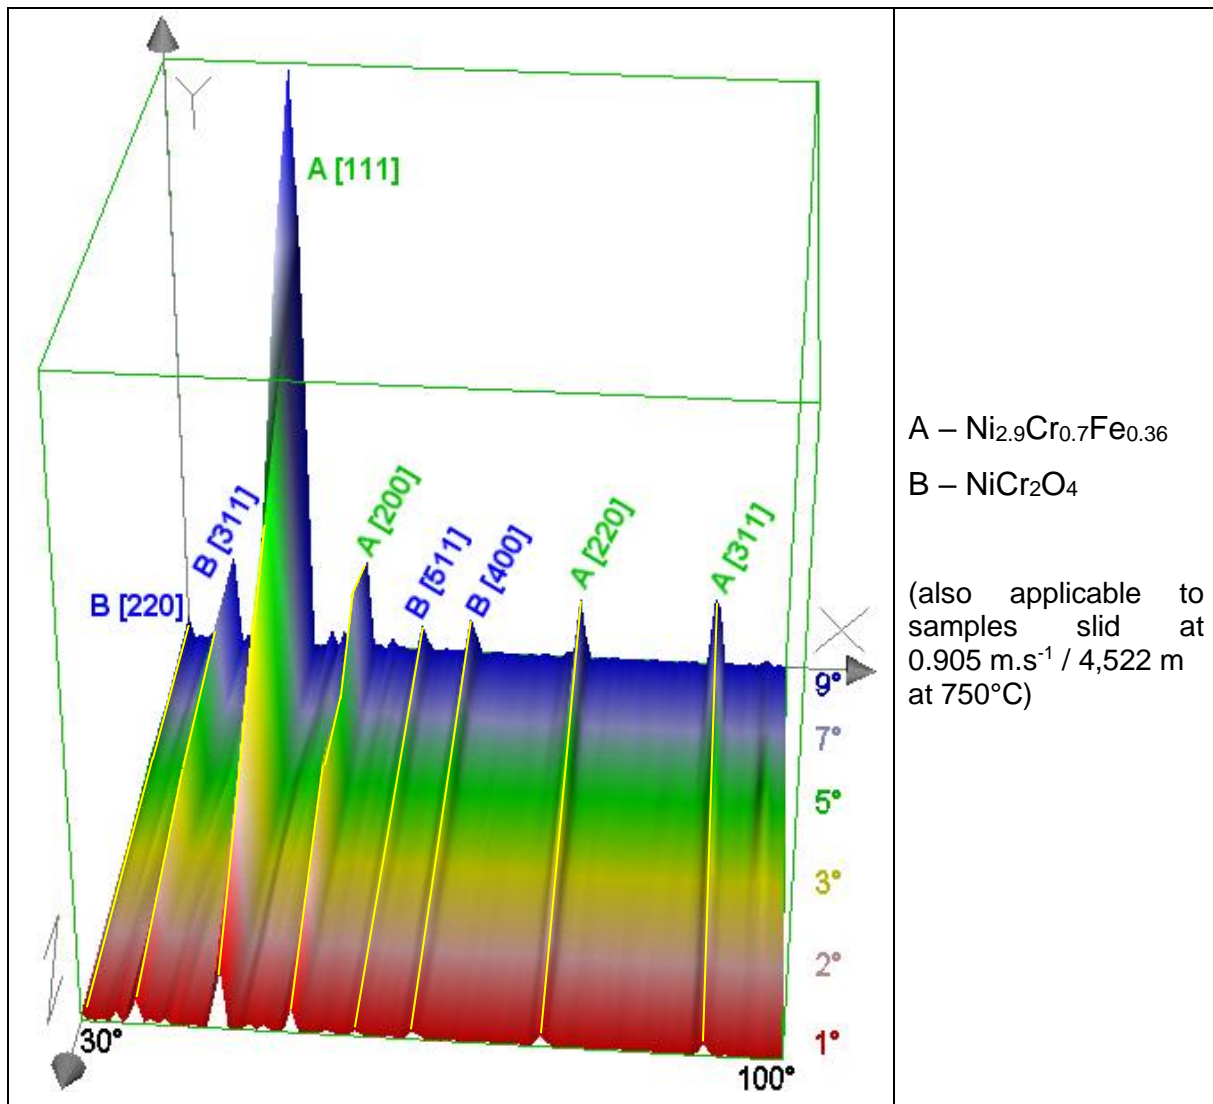 Y
A [111]
B [311]
A [200]
B [511]
B [400]
A [220]
A [311]
B [220]
X
9°
7°
5°
3°
2°
1°
Z
30°
100°
A – Ni₂.₉Cr₀.₇Fe₀.₃₆
B – NiCr₂O₄
(also applicable to
samples slid at
0.905 m.s⁻¹ / 4,522 m
at 750°C)